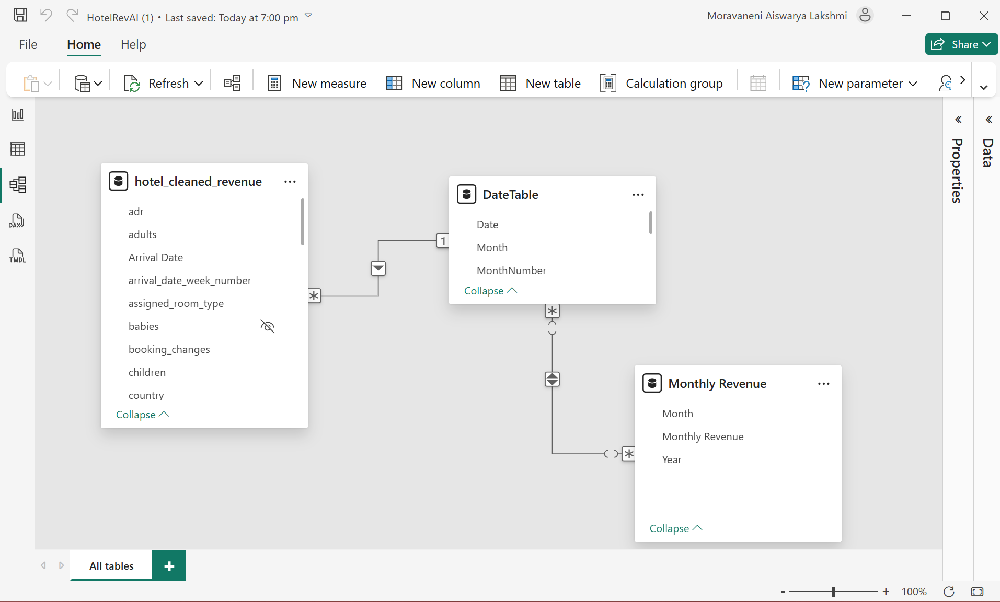 HotelRevAI (1) • Last saved: Today at 7:00 pm
Moravaneni Aiswarya Lakshmi
File Home Help
Share
Refresh
New measure
New column
New table
Calculation group
New parameter
DAX
TMDL
hotel_cleaned_revenue
adr
adults
Arrival Date
arrival_date_week_number
assigned_room_type
babies
booking_changes
children
country
Collapse
*
1
DateTable
Date
Month
MonthNumber
Collapse
*
*
Monthly Revenue
Month
Monthly Revenue
Year
Collapse
Properties
Data
All tables
+
- + 100%